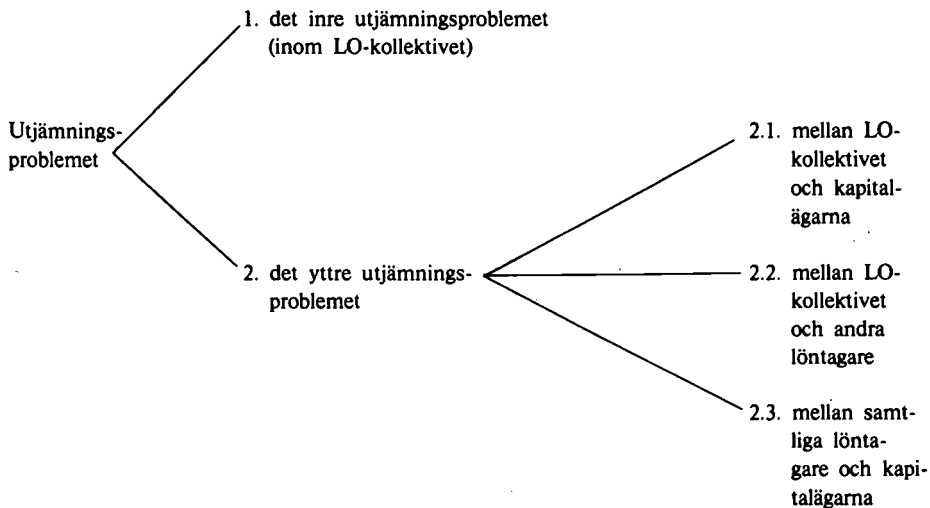 1. det inre utjämningsproblemet
(inom LO-kollektivet)
Utjämnings-
problemet
2. det yttre utjämnings-
problemet
2.1. mellan LO-
kollektivet
och kapital-
ägarna
2.2. mellan LO-
kollektivet
och andra
löntagare
2.3. mellan samt-
liga lönta-
gare och kapi-
talägarna